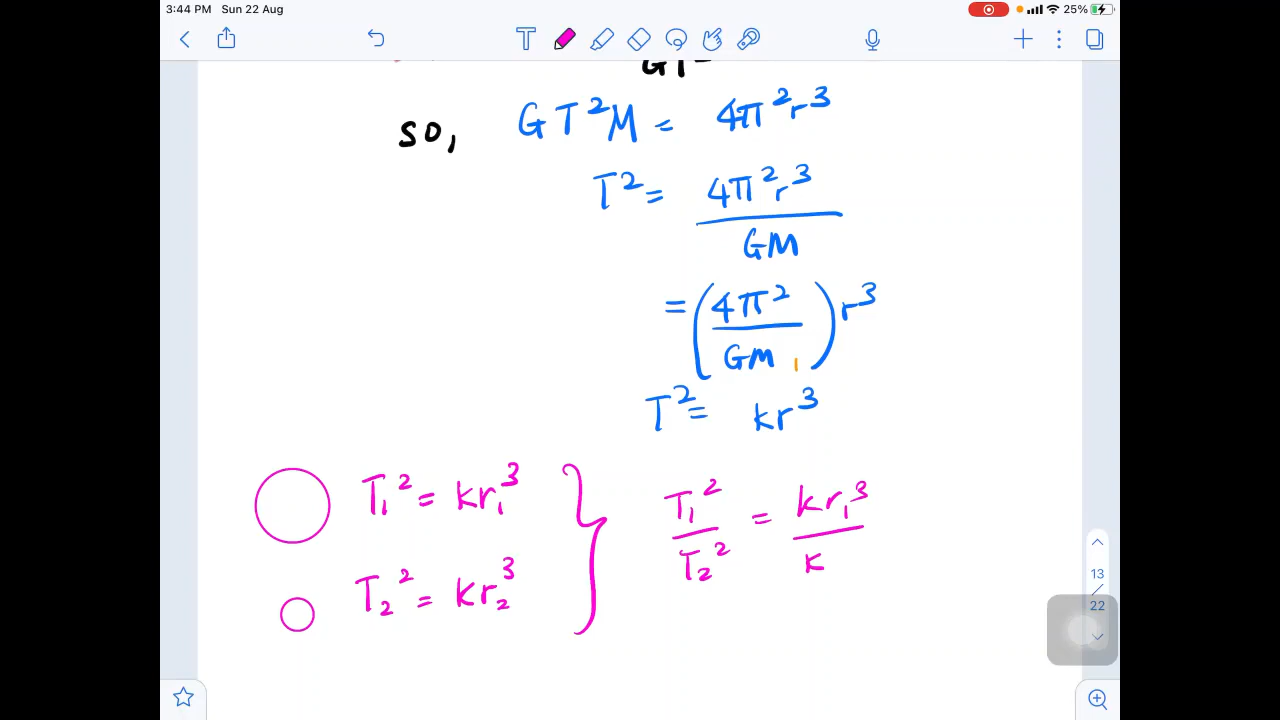 3:44 PM Sun 22 Aug
25%
T
so, GT²M = 4π²r³
T² = 4π²r³
GM
= (4π² / GM) r³
T² = kr³
T₁² = kr₁³
T₂² = kr₂³
T₁² / T₂² = kr₁³ / k
13
/
22